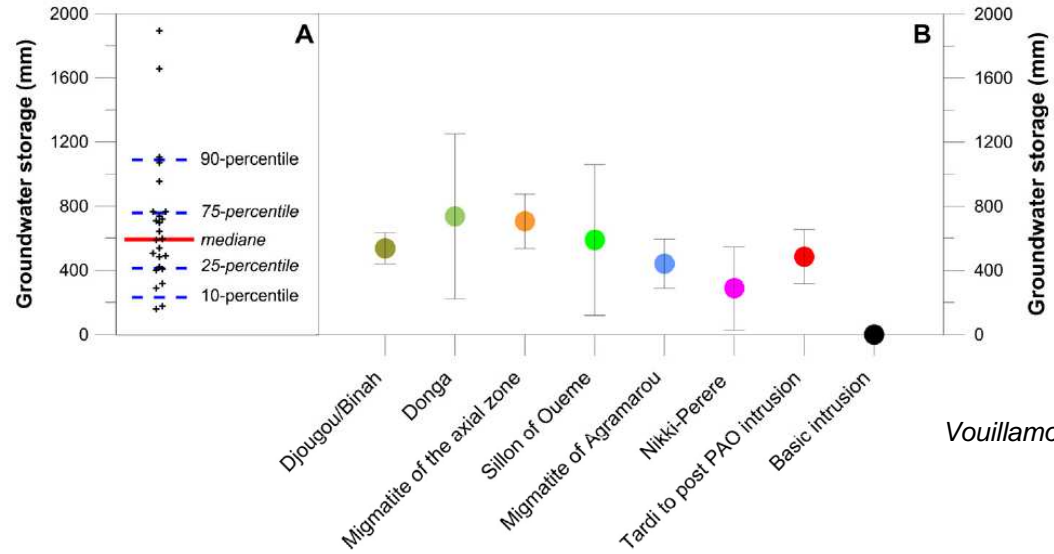 Groundwater storage (mm)
2000
1600
1200
800
400
0
A
90-percentile
75-percentile
mediane
25-percentile
10-percentile
B
2000
1600
1200
800
400
0
Groundwater storage (mm)
Djougou/Binah
Donga
Migmatite of the axial zone
Sillon of Oueme
Migmatite of Agramarou
Nikki-Perere
Tardi to post PAO intrusion
Basic intrusion